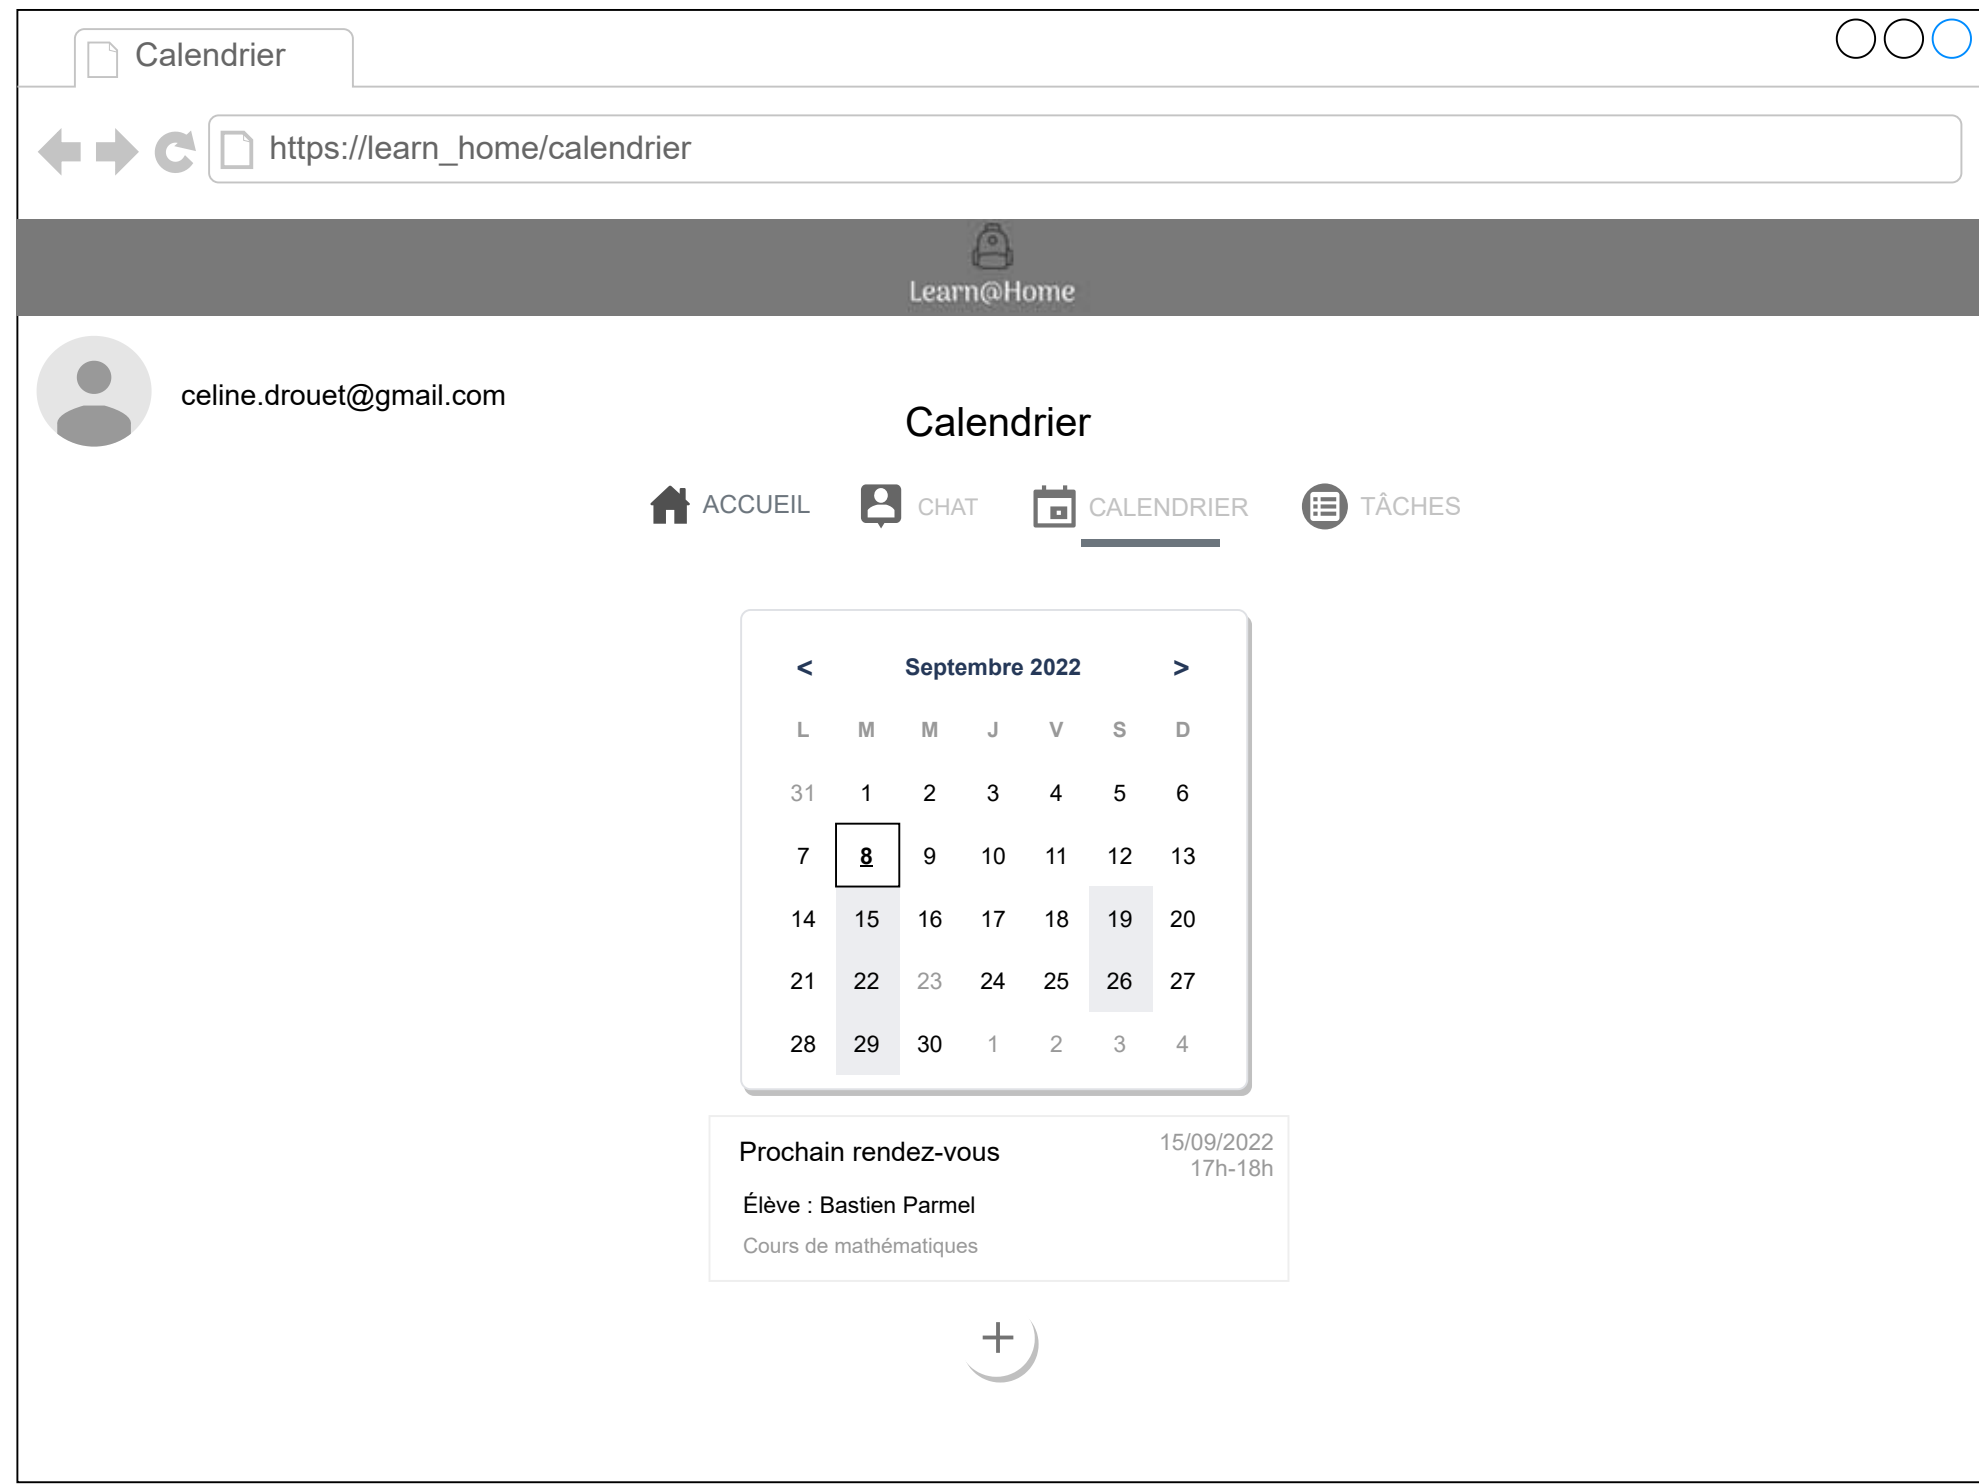 Calendrier
https://learn_home/calendrier
Learn@Home
celine.drouet@gmail.com
Calendrier
ACCUEIL CHAT CALENDRIER TÂCHES
< Septembre 2022 >
L M M J V S D
31 1 2 3 4 5 6
7 8 9 10 11 12 13
14 15 16 17 18 19 20
21 22 23 24 25 26 27
28 29 30 1 2 3 4
Prochain rendez-vous 15/09/2022
17h-18h
Élève : Bastien Parmel
Cours de mathématiques
+